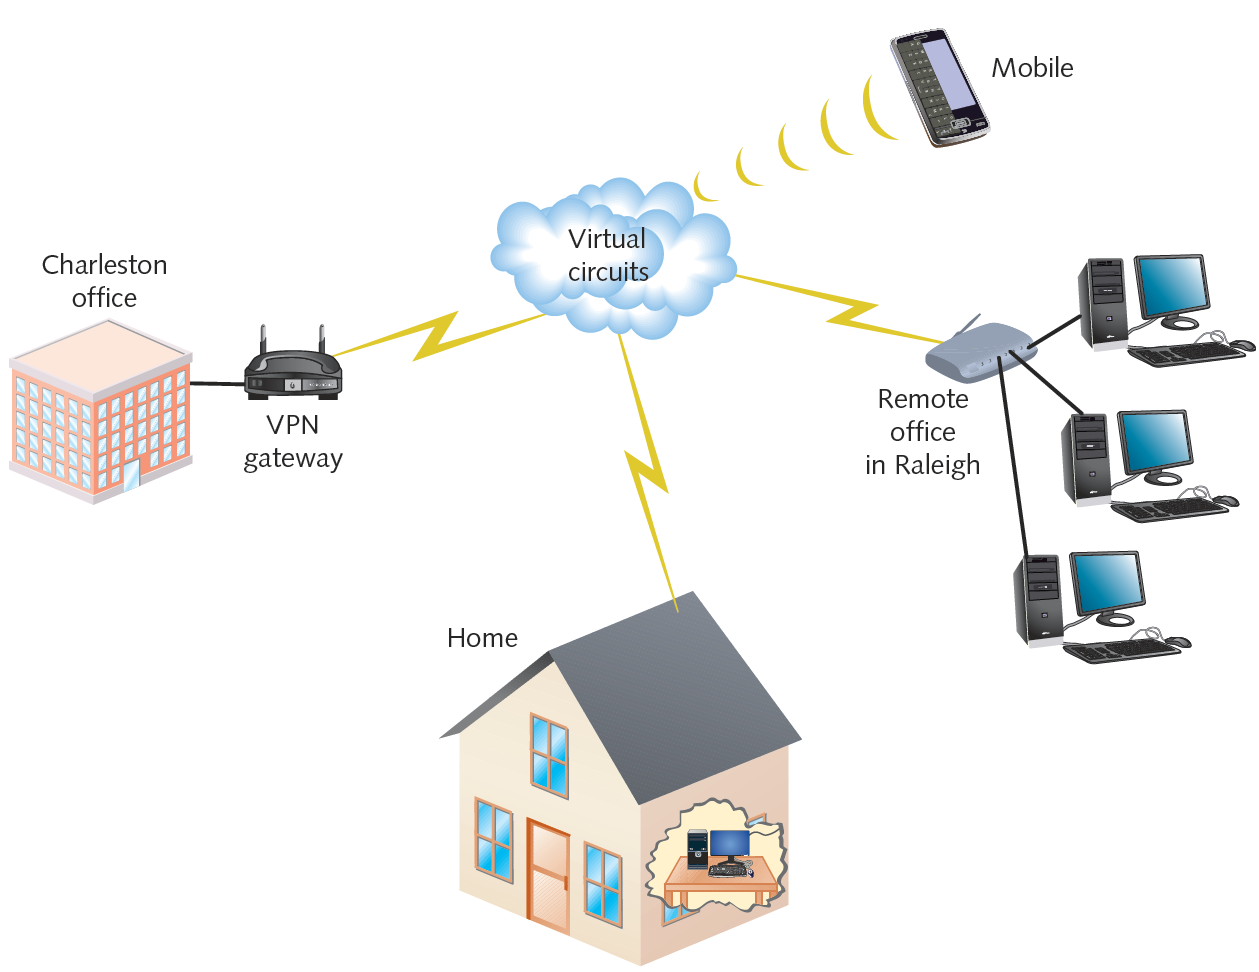 Mobile
Virtual
circuits
Charleston
office
VPN
gateway
Remote
office
in Raleigh
Home